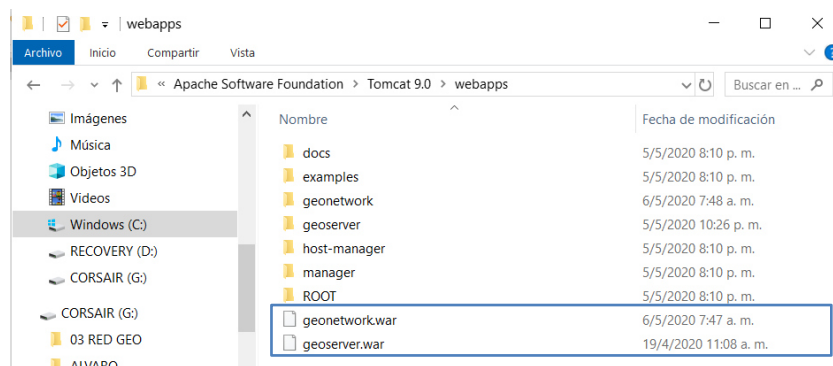 webapps
Archivo Inicio Compartir Vista
« Apache Software Foundation > Tomcat 9.0 > webapps
Buscar en ...
Imágenes
Música
Objetos 3D
Videos
Windows (C:)
RECOVERY (D:)
CORSAIR (G:)
CORSAIR (G:)
03 RED GEO
ALVARO
Nombre Fecha de modificación
docs 5/5/2020 8:10 p. m.
examples 5/5/2020 8:10 p. m.
geonetwork 6/5/2020 7:48 a. m.
geoserver 5/5/2020 10:26 p. m.
host-manager 5/5/2020 8:10 p. m.
manager 5/5/2020 8:10 p. m.
ROOT 5/5/2020 8:10 p. m.
geonetwork.war 6/5/2020 7:47 a. m.
geoserver.war 19/4/2020 11:08 a. m.